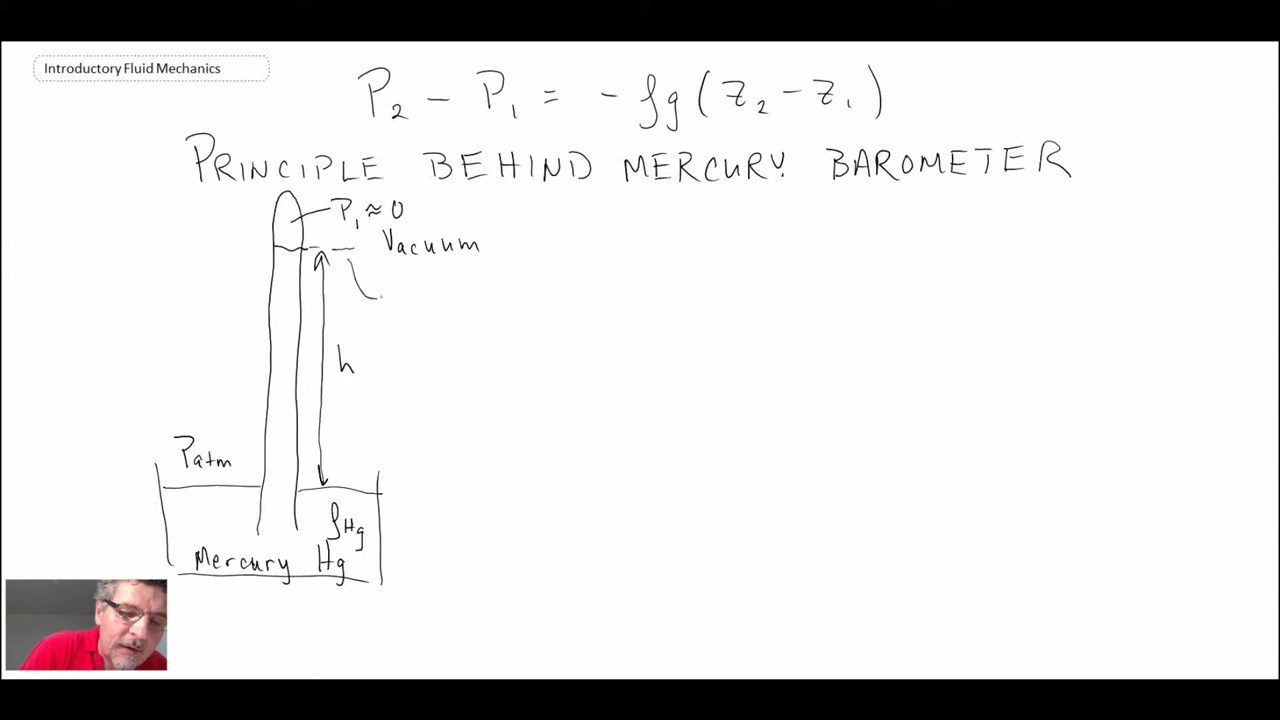 Introductory Fluid Mechanics
P₂ - P₁ = -ρg(z₂ - z₁)
PRINCIPLE BEHIND MERCURY BAROMETER
P₁ ≈ 0
Vacuum
h
Patm
ρHg
Mercury Hg